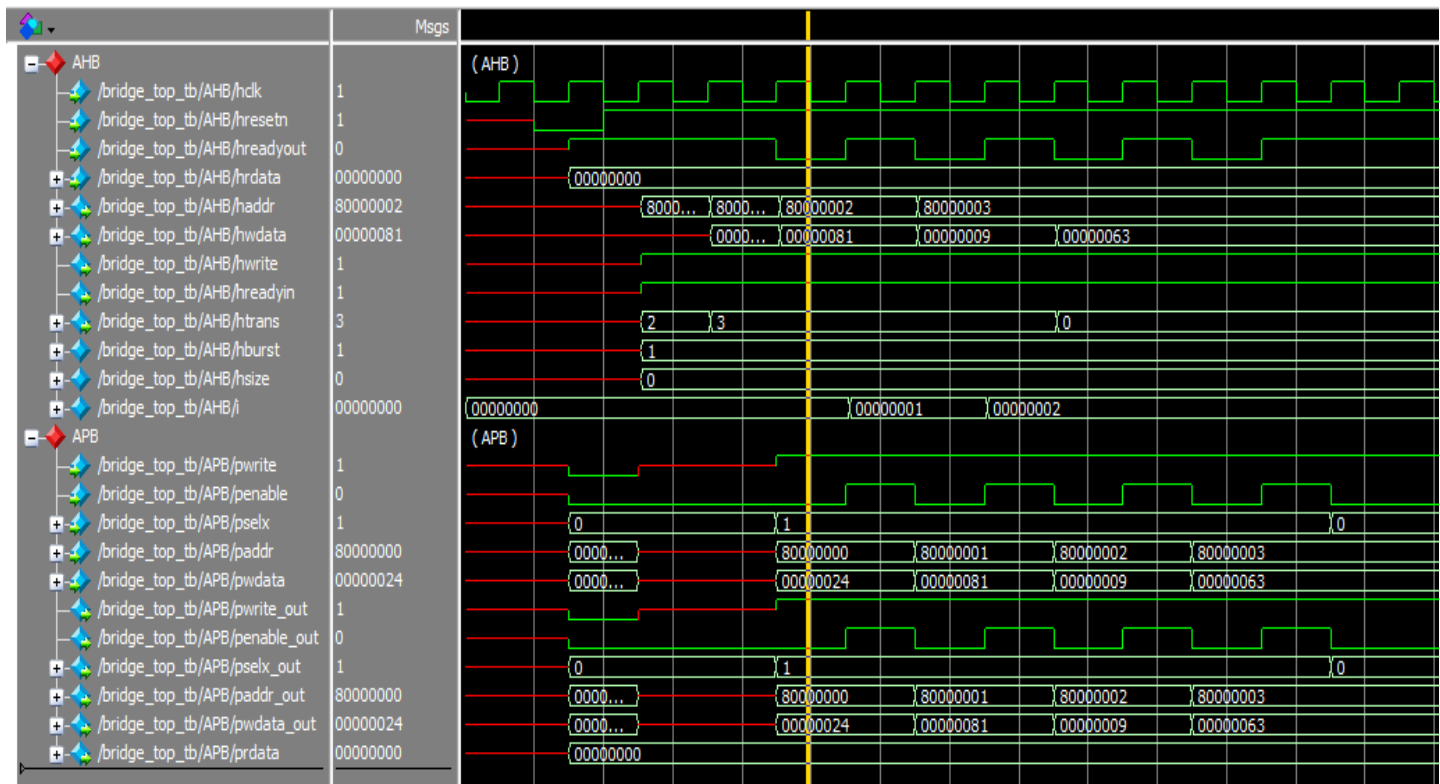 Msgs
AHB (AHB)
/bridge_top_tb/AHB/hclk 1
/bridge_top_tb/AHB/hresetn 1
/bridge_top_tb/AHB/hreadyout 0
/bridge_top_tb/AHB/hrdata 00000000 00000000
/bridge_top_tb/AHB/haddr 80000002 8000... 8000... 80000002 80000003
/bridge_top_tb/AHB/hwdata 00000081 0000... 00000081 00000009 00000063
/bridge_top_tb/AHB/hwrite 1
/bridge_top_tb/AHB/hreadyin 1
/bridge_top_tb/AHB/htrans 3 2 3 0
/bridge_top_tb/AHB/hburst 1 1
/bridge_top_tb/AHB/hsize 0 0
/bridge_top_tb/AHB/i 00000000 00000000 00000001 00000002
APB (APB)
/bridge_top_tb/APB/pwrite 1
/bridge_top_tb/APB/penable 0
/bridge_top_tb/APB/pselx 1 0 1 0
/bridge_top_tb/APB/paddr 80000000 0000... 80000000 80000001 80000002 80000003
/bridge_top_tb/APB/pwdata 00000024 0000... 00000024 00000081 00000009 00000063
/bridge_top_tb/APB/pwrite_out 1
/bridge_top_tb/APB/penable_out 0
/bridge_top_tb/APB/pselx_out 1 0 1 0
/bridge_top_tb/APB/paddr_out 80000000 0000... 80000000 80000001 80000002 80000003
/bridge_top_tb/APB/pwdata_out 00000024 0000... 00000024 00000081 00000009 00000063
/bridge_top_tb/APB/prdata 00000000 00000000